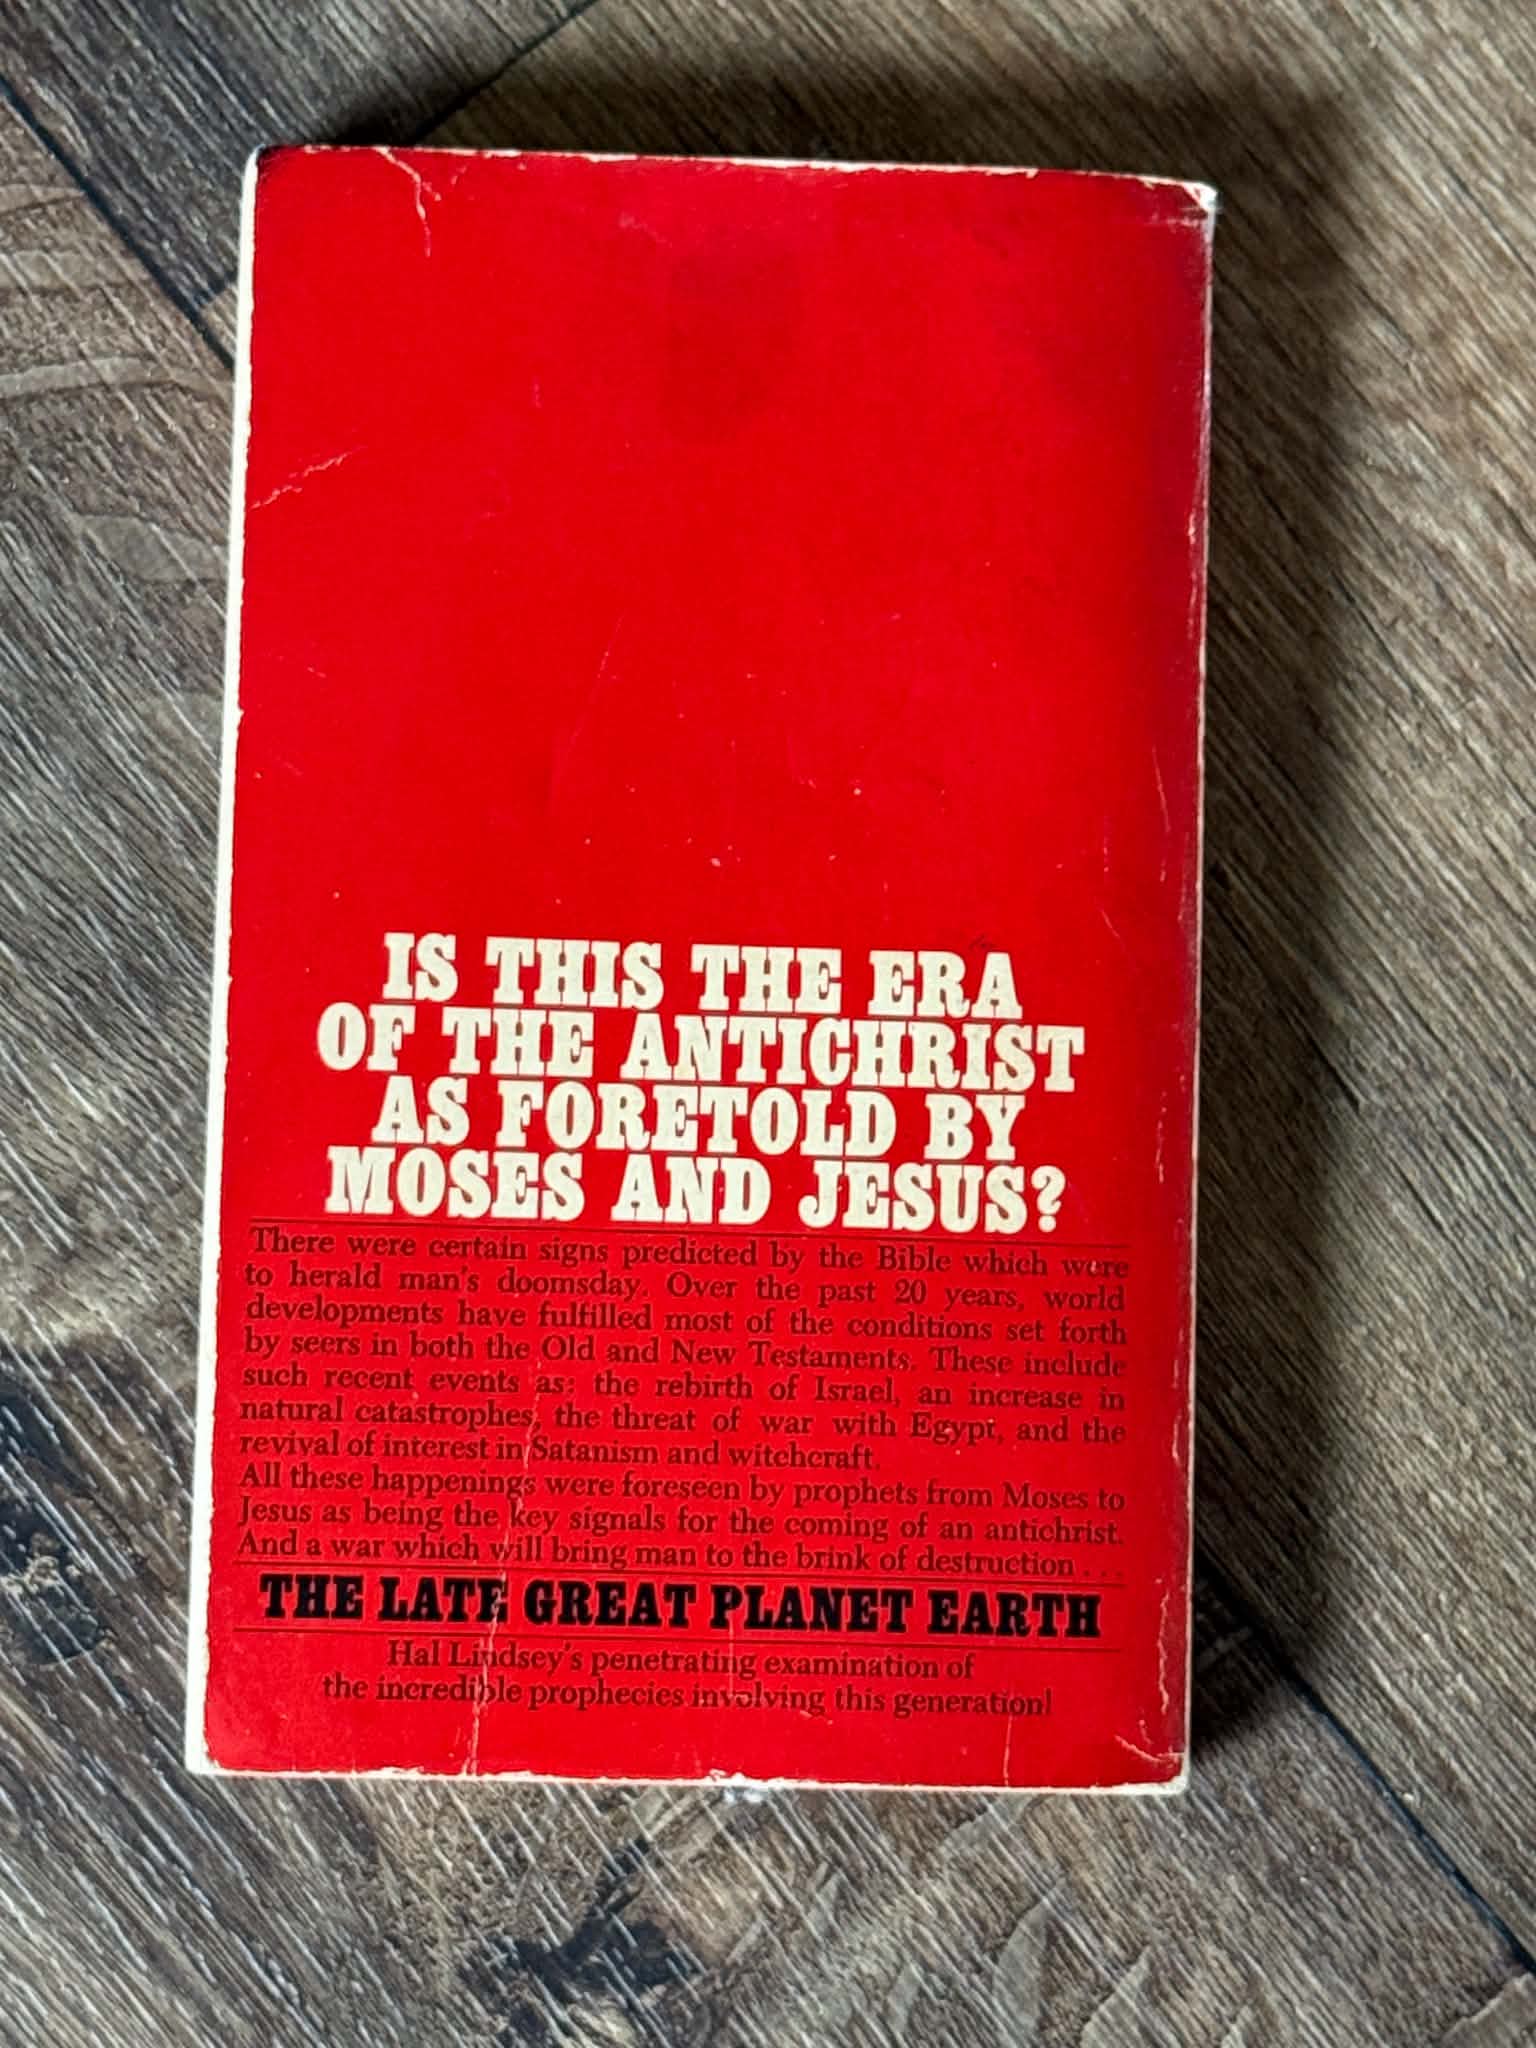 IS THIS THE ERA
OF THE ANTICHRIST
AS FORETOLD BY
MOSES AND JESUS?
There were certain signs predicted by the Bible which were
to herald man's doomsday. Over the past 20 years, world
developments have fulfilled most of the conditions set forth
by seers in both the Old and New Testaments. These include
such recent events as: the rebirth of Israel, an increase in
natural catastrophes, the threat of war with Egypt, and the
revival of interest in Satanism and witchcraft.
All these happenings were foreseen by prophets from Moses to
Jesus as being the key signals for the coming of an antichrist.
And a war which will bring man to the brink of destruction . . .
THE LATE GREAT PLANET EARTH
Hal Lindsey's penetrating examination of
the incredible prophecies involving this generation!